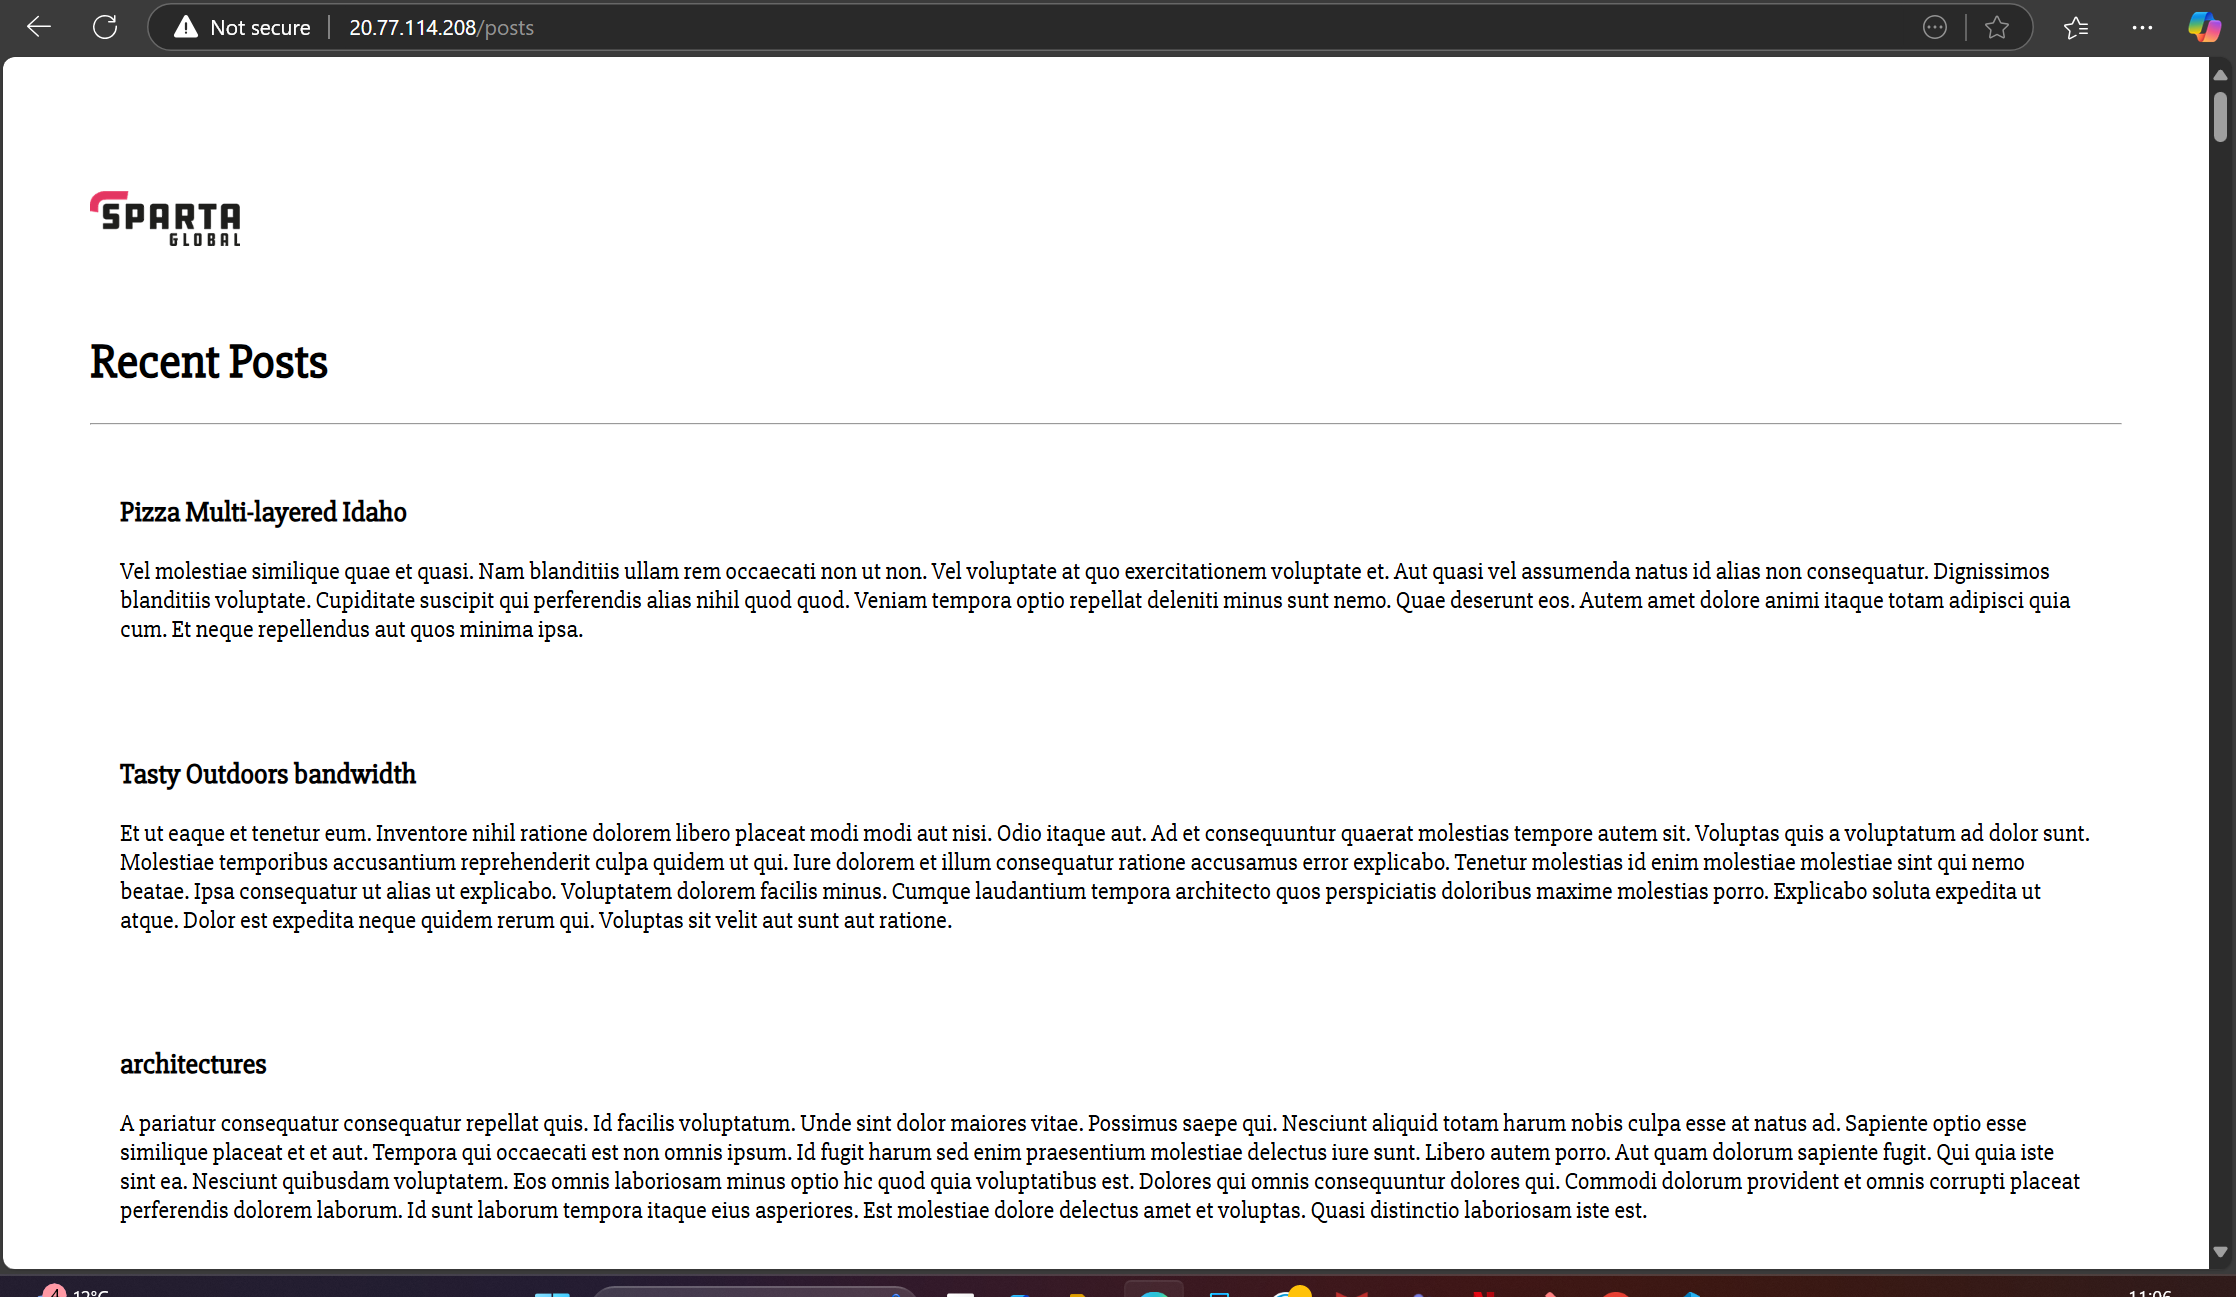 Not secure
20.77.114.208/posts
SPARTA
GLOBAL
Recent Posts
Pizza Multi-layered Idaho
Vel molestiae similique quae et quasi. Nam blanditiis ullam rem occaecati non ut non. Vel voluptate at quo exercitationem voluptate et. Aut quasi vel assumenda natus id alias non consequatur. Dignissimos
blanditiis voluptate. Cupiditate suscipit qui perferendis alias nihil quod quod. Veniam tempora optio repellat deleniti minus sunt nemo. Quae deserunt eos. Autem amet dolore animi itaque totam adipisci quia
cum. Et neque repellendus aut quos minima ipsa.
Tasty Outdoors bandwidth
Et ut eaque et tenetur eum. Inventore nihil ratione dolorem libero placeat modi modi aut nisi. Odio itaque aut. Ad et consequuntur quaerat molestias tempore autem sit. Voluptas quis a voluptatum ad dolor sunt.
Molestiae temporibus accusantium reprehenderit culpa quidem ut qui. Iure dolorem et illum consequatur ratione accusamus error explicabo. Tenetur molestias id enim molestiae molestiae sint qui nemo
beatae. Ipsa consequatur ut alias ut explicabo. Voluptatem dolorem facilis minus. Cumque laudantium tempora architecto quos perspiciatis doloribus maxime molestias porro. Explicabo soluta expedita ut
atque. Dolor est expedita neque quidem rerum qui. Voluptas sit velit aut sunt aut ratione.
architectures
A pariatur consequatur consequatur repellat quis. Id facilis voluptatum. Unde sint dolor maiores vitae. Possimus saepe qui. Nesciunt aliquid totam harum nobis culpa esse at natus ad. Sapiente optio esse
similique placeat et et aut. Tempora qui occaecati est non omnis ipsum. Id fugit harum sed enim praesentium molestiae delectus iure sunt. Libero autem porro. Aut quam dolorum sapiente fugit. Qui quia iste
sint ea. Nesciunt quibusdam voluptatem. Eos omnis laboriosam minus optio hic quod quia voluptatibus est. Dolores qui omnis consequuntur dolores qui. Commodi dolorum provident et omnis corrupti placeat
perferendis dolorem laborum. Id sunt laborum tempora itaque eius asperiores. Est molestiae dolore delectus amet et voluptas. Quasi distinctio laboriosam iste est.
4 12°C
11:06